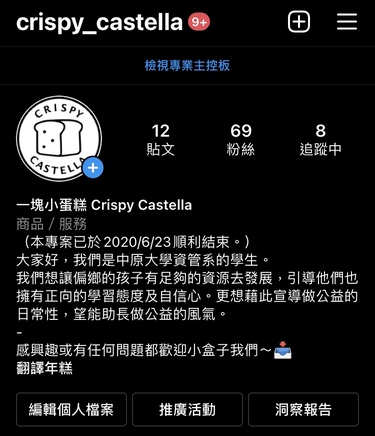 crispy_castella 9+
檢視專業主控板
CRISPY
CASTELLA
12 69 8
貼文 粉絲 追蹤中
一塊小蛋糕 Crispy Castella
商品 / 服務
（本專案已於2020/6/23順利結束。）
大家好，我們是中原大學資管系的學生。
我們想讓偏鄉的孩子有足夠的資源去發展，引導他們也
擁有正向的學習態度及自信心。更想藉此宣導做公益的
日常性，望能助長做公益的風氣。
-
感興趣或有任何問題都歡迎小盒子我們～📥
翻譯年糕
編輯個人檔案 推廣活動 洞察報告